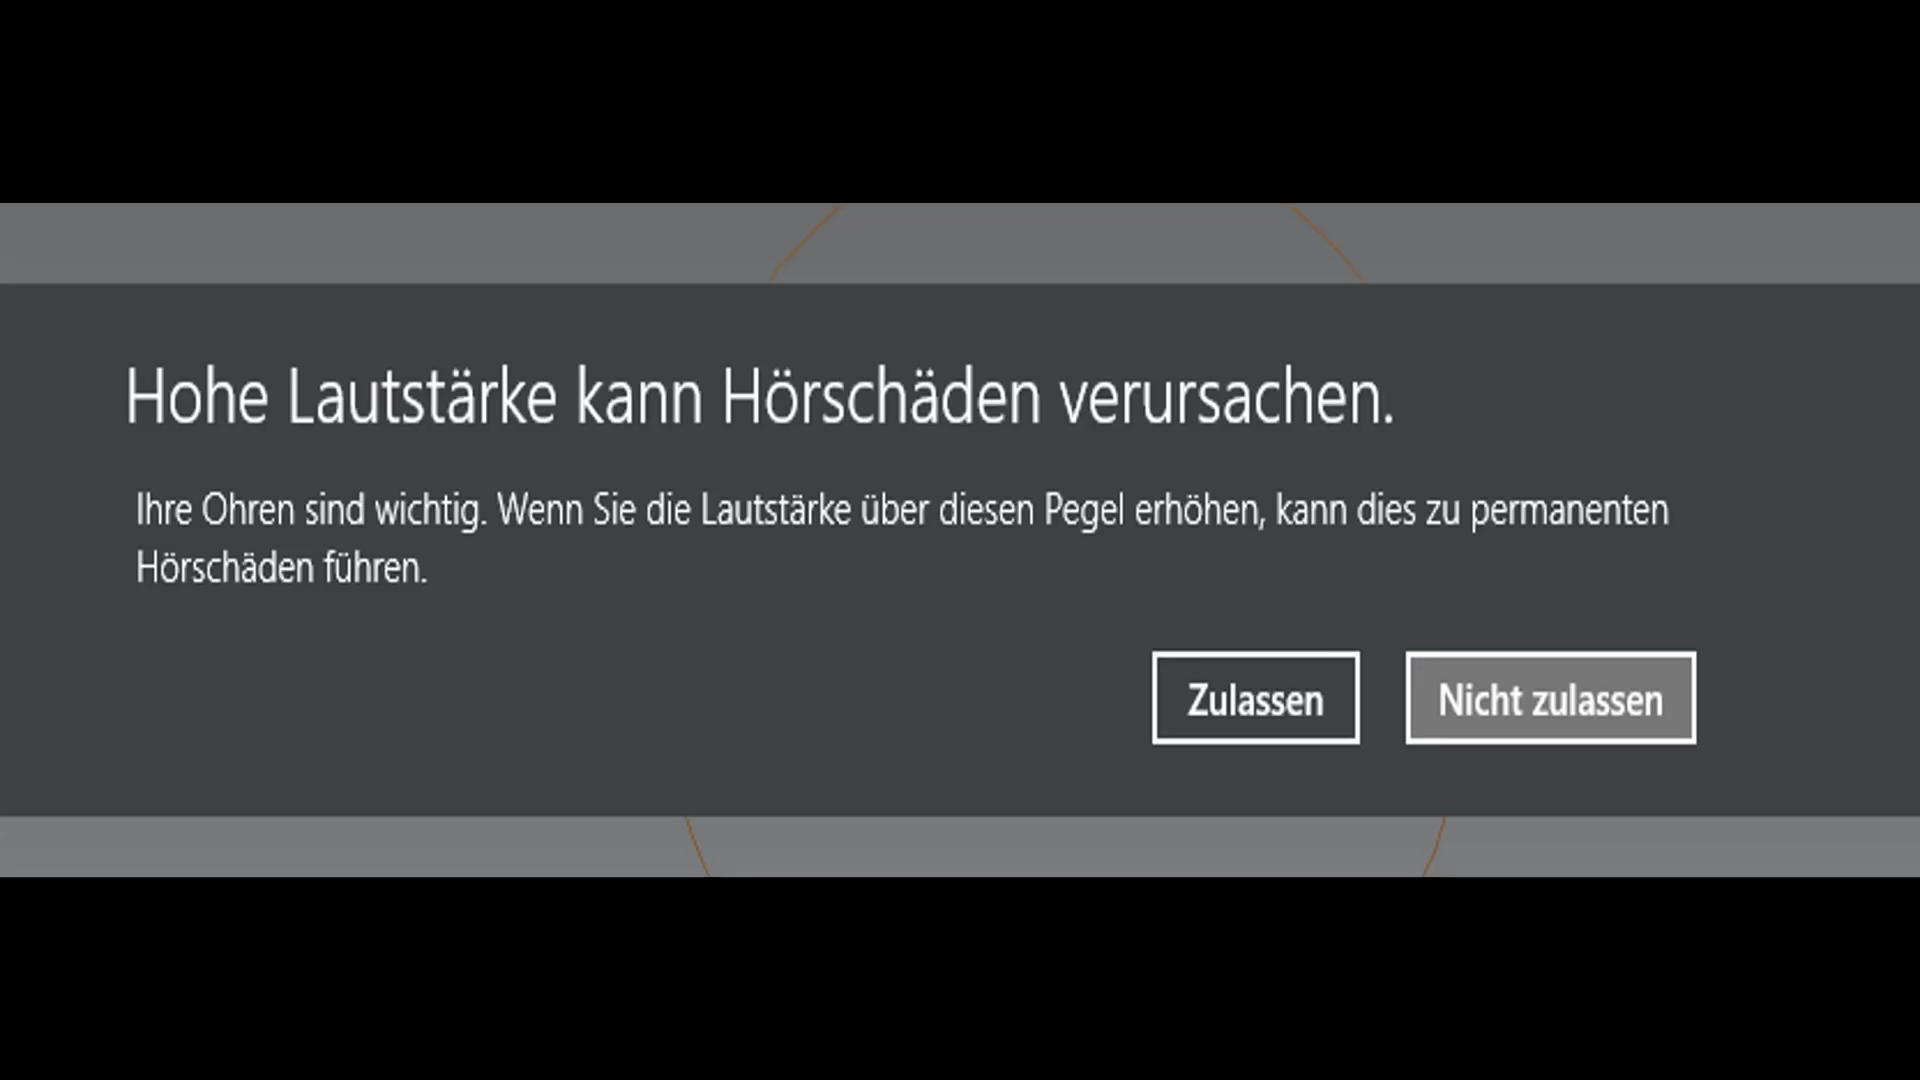 Hohe Lautstärke kann Hörschäden verursachen.
Ihre Ohren sind wichtig. Wenn Sie die Lautstärke über diesen Pegel erhöhen, kann dies zu permanenten
Hörschäden führen.
Zulassen Nicht zulassen